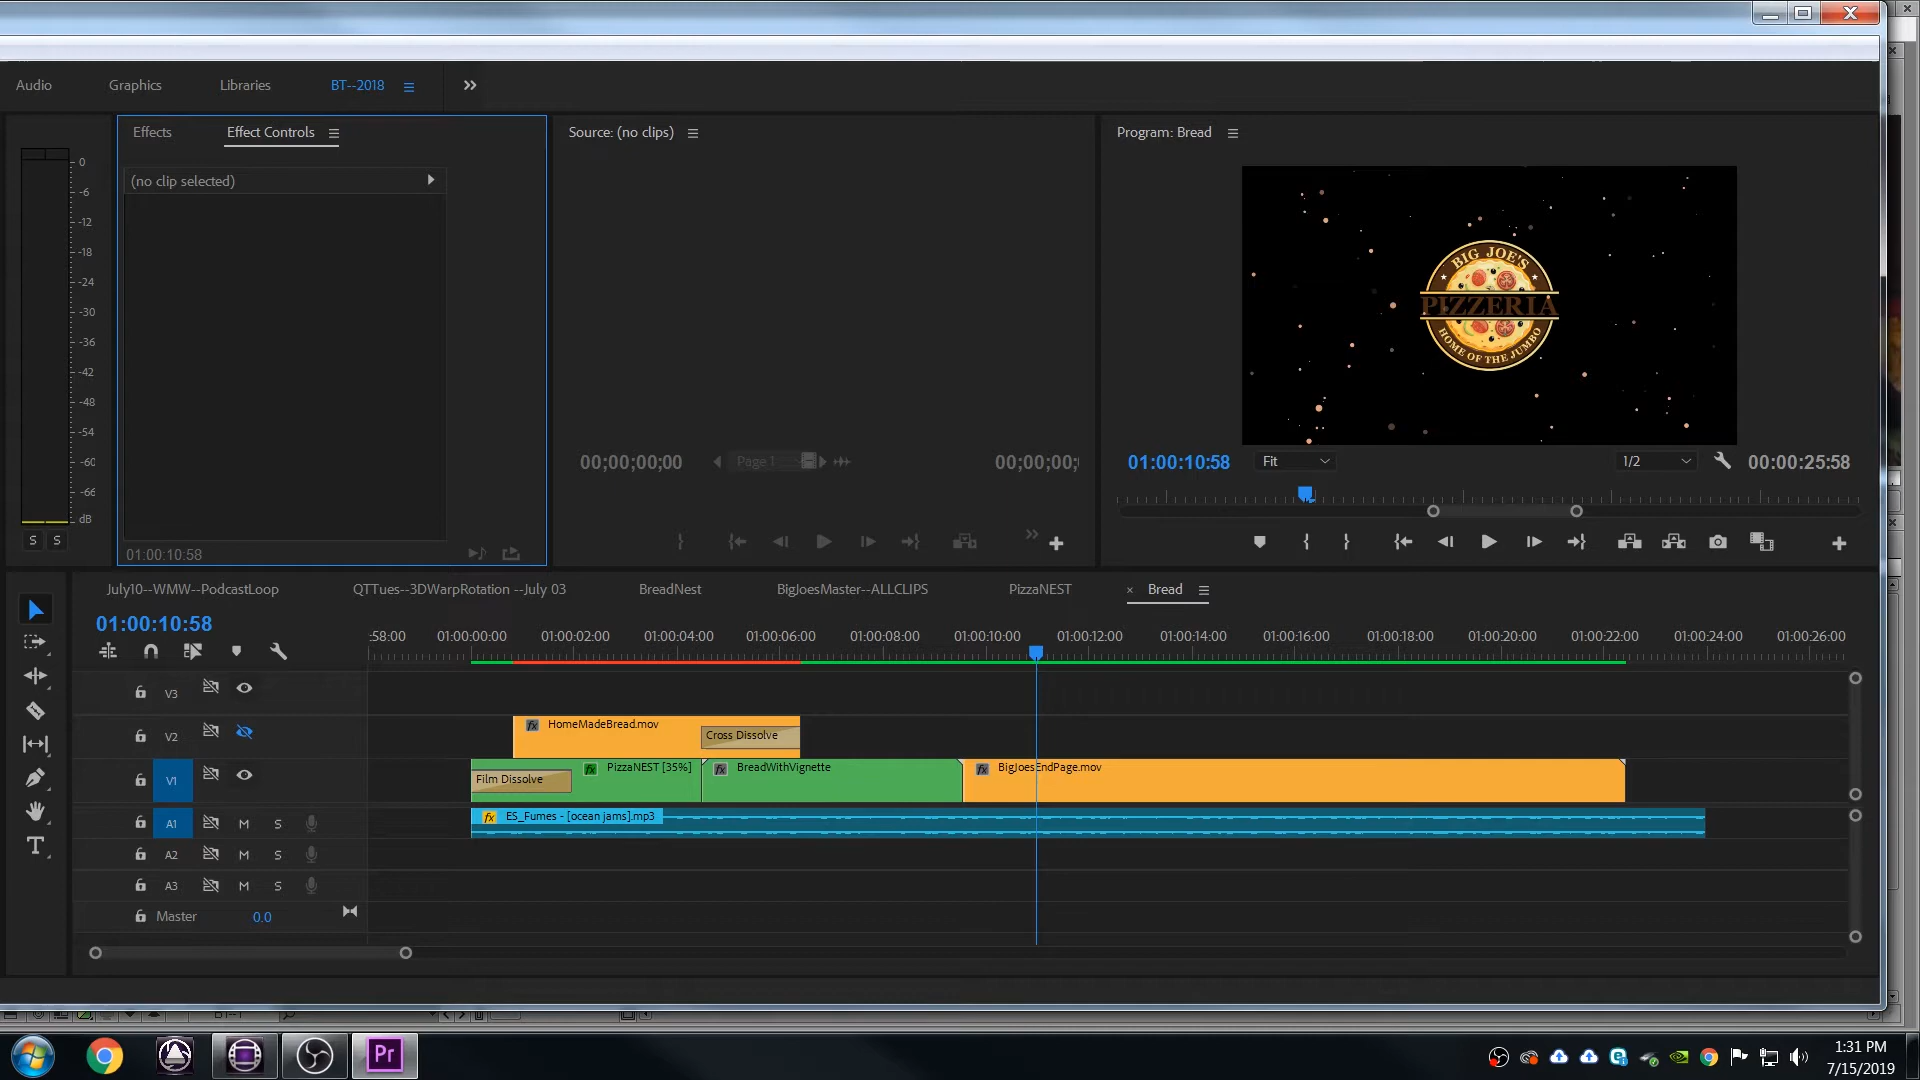 Audio
Graphics
Libraries
BT--2018
0
-6
-12
-18
-24
-30
-36
-42
-48
-54
-60
-66
dB
S S
Effects
Effect Controls
(no clip selected)
01:00:10:58
Source: (no clips)
00;00;00;00
Page 1
00;00;00;
Program: Bread
BIG JOE'S
PIZZERIA
HOME OF THE JUMBO
01:00:10:58
Fit
1/2
00:00:25:58
July10--WMW--PodcastLoop
QTTues--3DWarpRotation --July 03
BreadNest
BigJoesMaster--ALLCLIPS
PizzaNEST
× Bread
01:00:10:58
:58:00
01:00:00:00
01:00:02:00
01:00:04:00
01:00:06:00
01:00:08:00
01:00:10:00
01:00:12:00
01:00:14:00
01:00:16:00
01:00:18:00
01:00:20:00
01:00:22:00
01:00:24:00
01:00:26:00
V3
V2
fx HomeMadeBread.mov
Cross Dissolve
V1
Film Dissolve
fx PizzaNEST [35%]
fx BreadWithVignette
fx BigJoesEndPage.mov
A1 M S
fx ES_Fumes - [ocean jams].mp3
A2 M S
A3 M S
Master 0.0
T
Pr
1:31 PM
7/15/2019